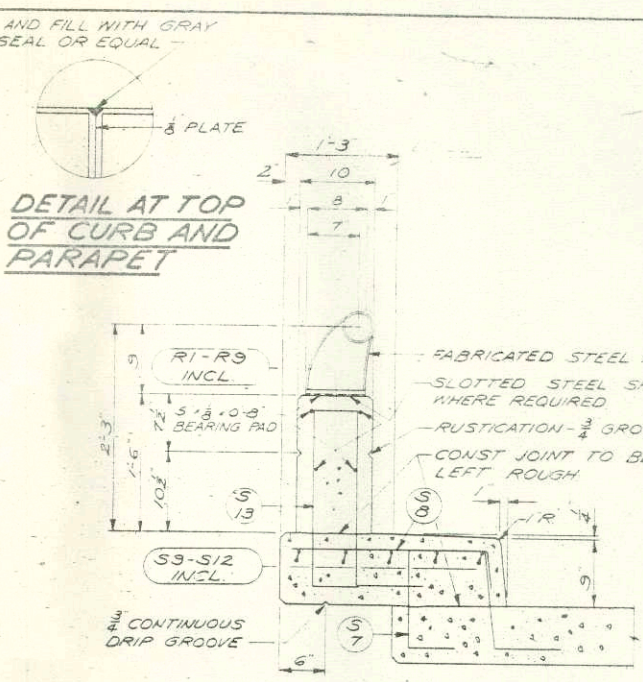 AND FILL WITH GRAY
SEAL OR EQUAL
1/8 PLATE
DETAIL AT TOP
OF CURB AND
PARAPET
1'-3
2 10
8 1
7
9
R1-R9
INCL.
2'-3"
1'-6"
7 1/2
BEARING PAD
10 1/2
FABRICATED STEEL
SLOTTED STEEL
WHERE REQUIRED
RUSTICATION-3/4
CONST JOINT TO
LEFT ROUGH
1"
S
13
S
8
1" R.
1/4
S9-S12
INCL.
9
3/4 CONTINUOUS
DRIP GROOVE
S
7
6"